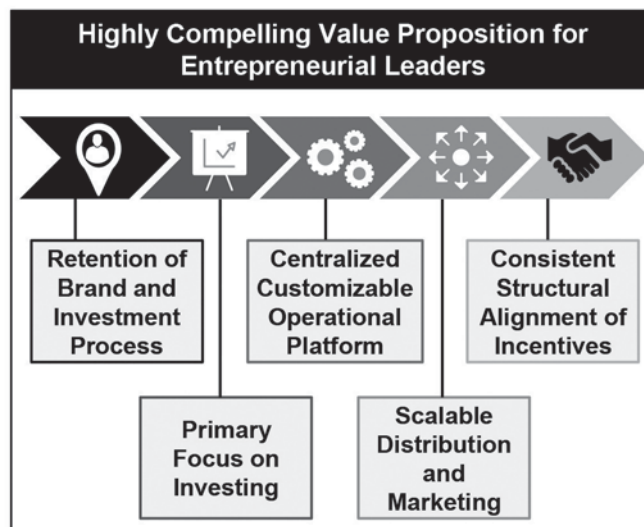 Highly Compelling Value Proposition for
Entrepreneurial Leaders
Retention of
Brand and
Investment
Process
Primary
Focus on
Investing
Centralized
Customizable
Operational
Platform
Scalable
Distribution
and
Marketing
Consistent
Structural
Alignment of
Incentives